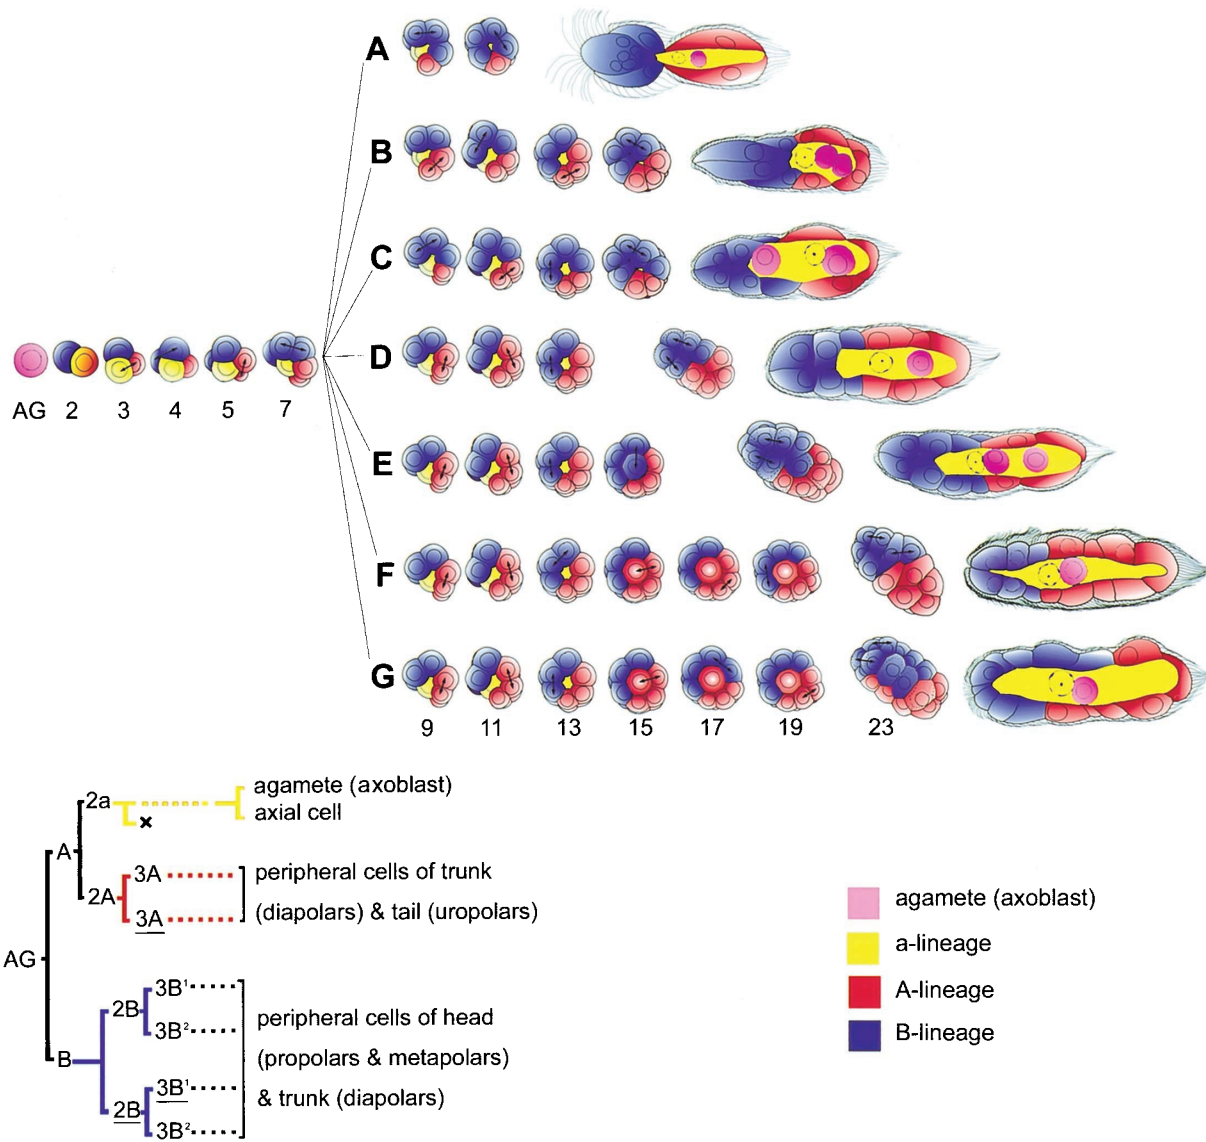 A
B
C
D
E
F
G
AG 2 3 4 5 7
9 11 13 15 17 19 23
agamete (axoblast)
2a
axial cell
x
A
3A
peripheral cells of trunk
2A
(diapolars) & tail (uropolars)
3A
AG
3B¹
2B
peripheral cells of head
3B²
B
(propolars & metapolars)
3B¹
& trunk (diapolars)
2B
3B²
agamete (axoblast)
a-lineage
A-lineage
B-lineage